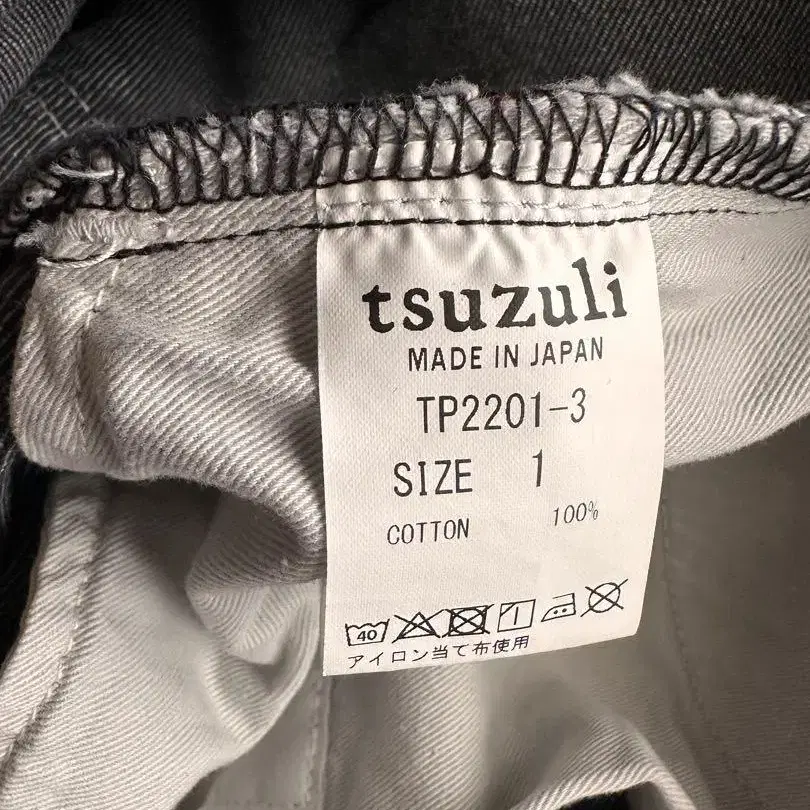 tsuzuli
MADE IN JAPAN
TP2201-3
SIZE 1
COTTON 100%
40
アイロン当て布使用